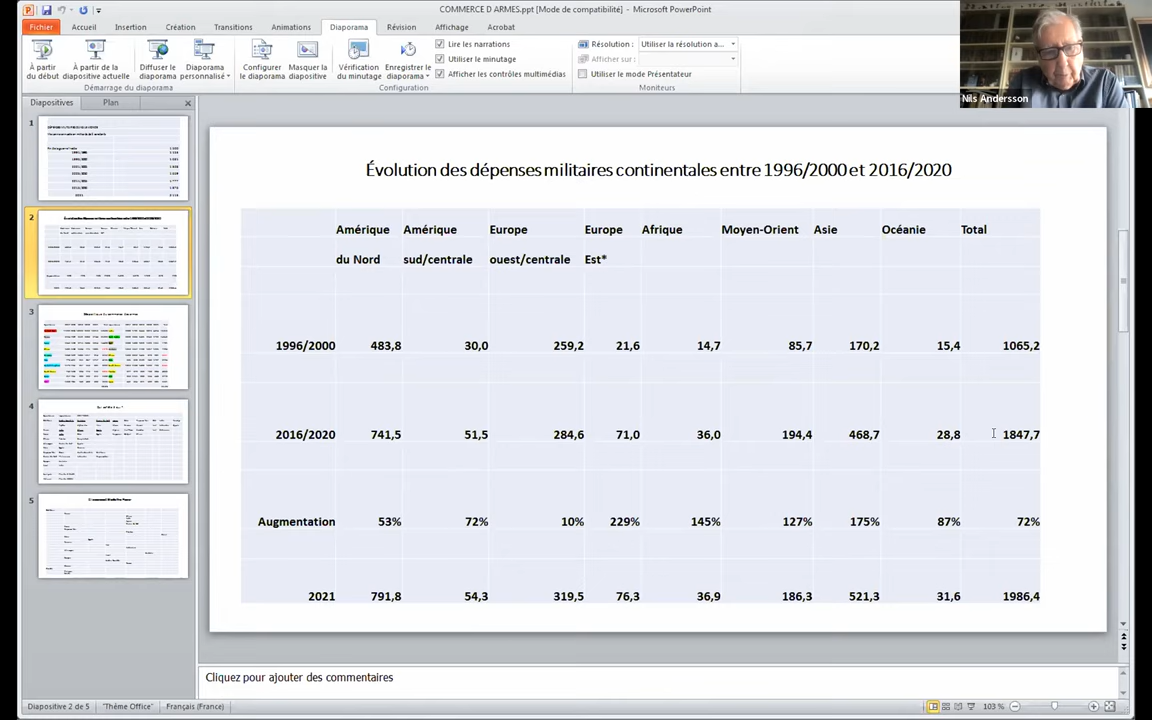 COMMERCE D ARMES.ppt [Mode de compatibilité] - Microsoft PowerPoint
Fichier Accueil Insertion Création Transitions Animations Diaporama Révision Affichage Acrobat
À partir du début
À partir de la diapositive actuelle
Diffuser le diaporama
Diaporama personnalisé
Démarrage du diaporama
Configurer le diaporama
Masquer la diapositive
Vérification du minutage
Enregistrer le diaporama
Lire les narrations
Utiliser le minutage
Afficher les contrôles multimédias
Configuration
Résolution : Utiliser la résolution a...
Afficher sur :
Utiliser le mode Présentateur
Moniteurs
Nils Andersson
Diapositives Plan
1
2
3
4
5
Évolution des dépenses militaires continentales entre 1996/2000 et 2016/2020
Amérique Amérique Europe Europe Afrique Moyen-Orient Asie Océanie Total
du Nord sud/centrale ouest/centrale Est*
1996/2000 483,8 30,0 259,2 21,6 14,7 85,7 170,2 15,4 1065,2
2016/2020 741,5 51,5 284,6 71,0 36,0 194,4 468,7 28,8 1847,7
Augmentation 53% 72% 10% 229% 145% 127% 175% 87% 72%
2021 791,8 54,3 319,5 76,3 36,9 186,3 521,3 31,6 1986,4
Cliquez pour ajouter des commentaires
Diapositive 2 de 5 "Thème Office" Français (France) 103 %